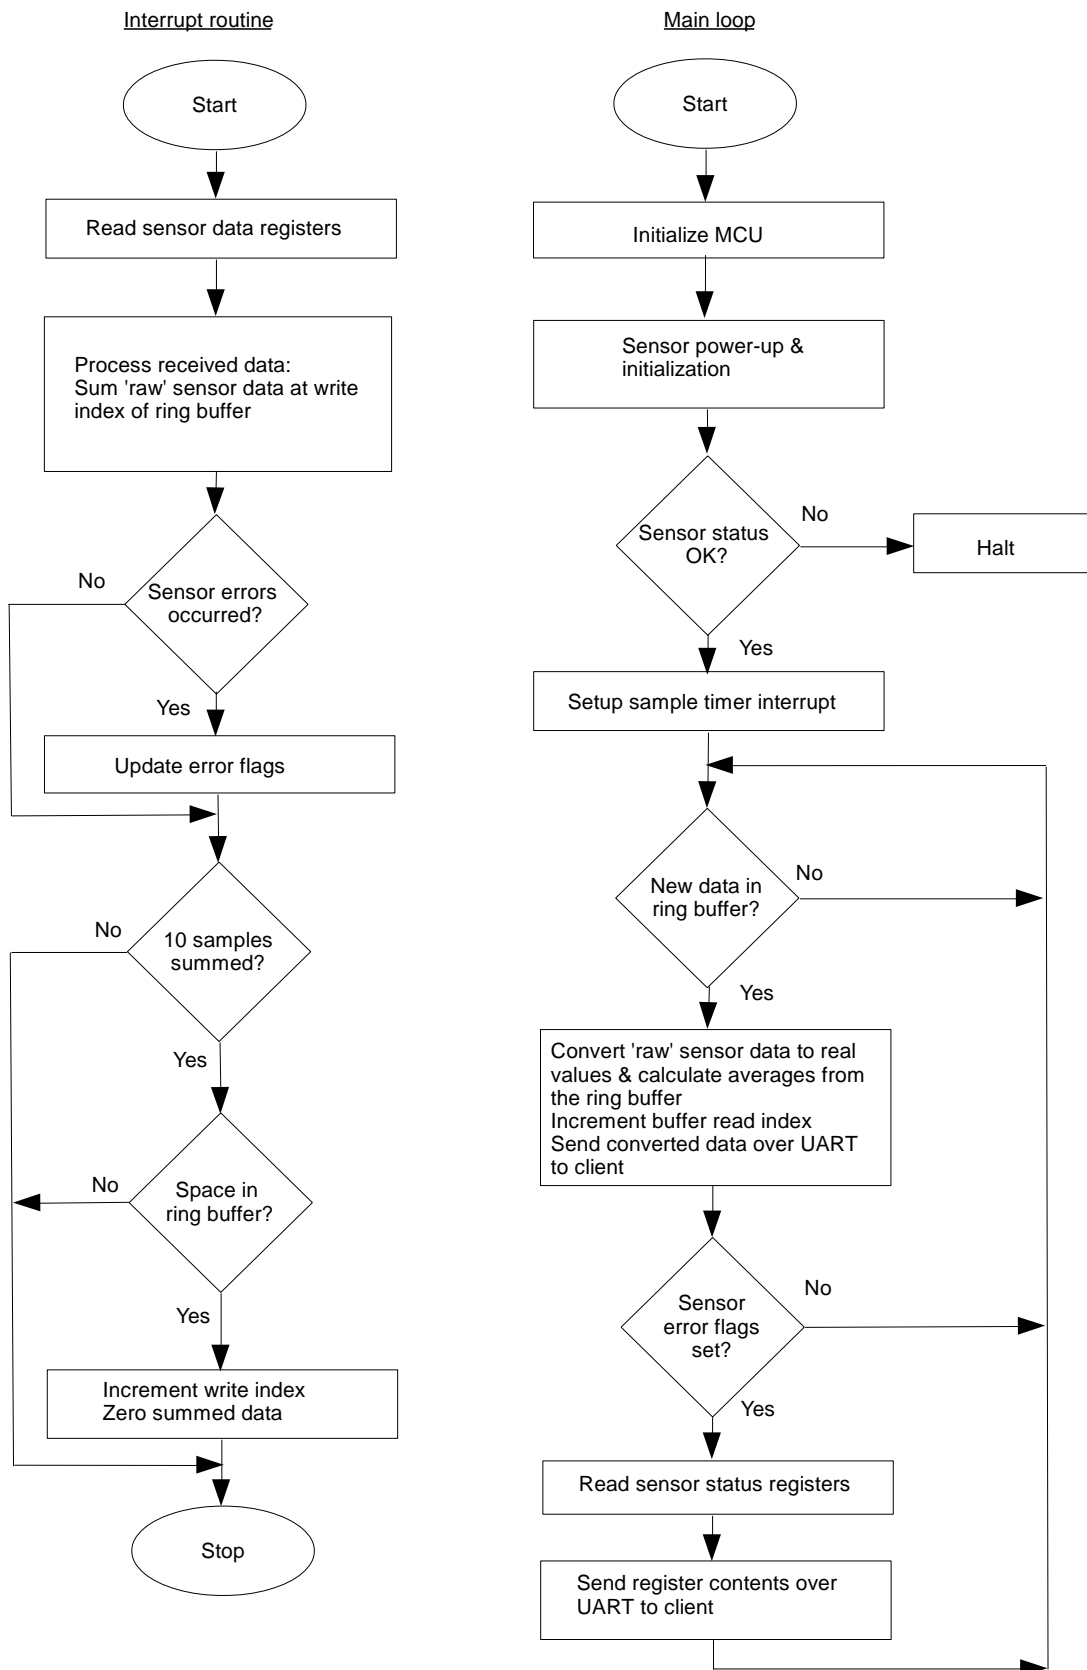 Interrupt routine
Start
Read sensor data registers
Process received data:
Sum 'raw' sensor data at write
index of ring buffer
No
Sensor errors
occurred?
Yes
Update error flags
No
10 samples
summed?
Yes
No
Space in
ring buffer?
Yes
Increment write index
Zero summed data
Stop
Main loop
Start
Initialize MCU
Sensor power-up &
initialization
Sensor status
OK?
No
Halt
Yes
Setup sample timer interrupt
New data in
ring buffer?
No
Yes
Convert 'raw' sensor data to real
values & calculate averages from
the ring buffer
Increment buffer read index
Send converted data over UART
to client
Sensor
error flags
set?
No
Yes
Read sensor status registers
Send register contents over
UART to client